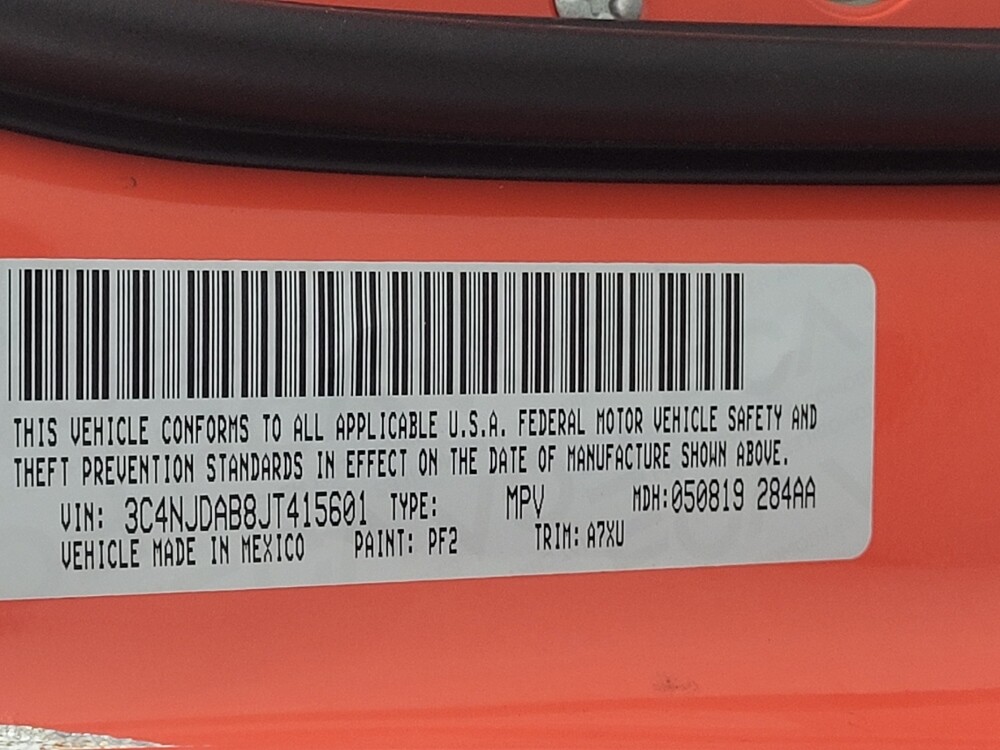 THIS VEHICLE CONFORMS TO ALL APPLICABLE U.S.A. FEDERAL MOTOR VEHICLE SAFETY AND
THEFT PREVENTION STANDARDS IN EFFECT ON THE DATE OF MANUFACTURE SHOWN ABOVE.
VIN: 3C4NJDAB8JT415601 TYPE: MPV MDH:050819 284AA
VEHICLE MADE IN MEXICO PAINT: PF2 TRIM: A7XU